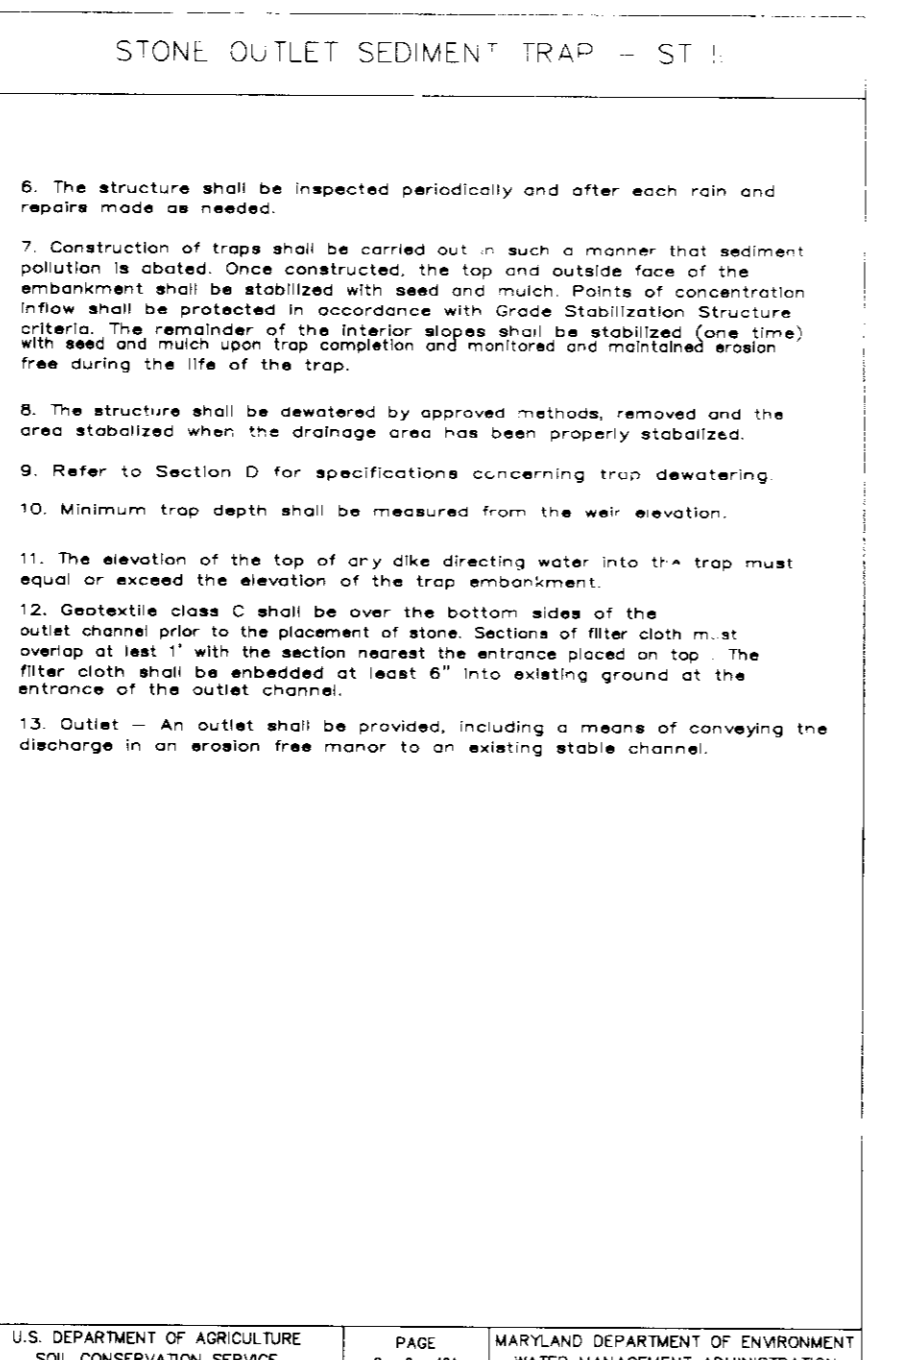 STONE OUTLET SEDIMENT TRAP – ST
6. The structure shall be inspected periodically and after each rain and
repairs made as needed.
7. Construction of traps shall be carried out in such a manner that sediment
pollution is abated. Once constructed, the top and outside face of the
embankment shall be stabilized with seed and mulch. Points of concentration
inflow shall be protected in accordance with Grade Stabilization Structure
criteria. The remainder of the interior slopes shall be stabilized (one time)
with seed and mulch upon trap completion and monitored and maintained erosion
free during the life of the trap.
8. The structure shall be dewatered by approved methods, removed and the
area stabalized when the drainage area has been properly stabalized.
9. Refer to Section D for specifications concerning trap dewatering.
10. Minimum trap depth shall be measured from the weir elevation.
11. The elevation of the top of any dike directing water into the trap must
equal or exceed the elevation of the trap embankment.
12. Geotextile class C shall be over the bottom sides of the
outlet channel prior to the placement of stone. Sections of filter cloth must
overlap at lest 1' with the section nearest the entrance placed on top . The
filter cloth shall be enbedded at least 6" into existing ground at the
entrance of the outlet channel.
13. Outlet – An outlet shall be provided, including a means of conveying the
discharge in an erosion free manor to an existing stable channel.
U.S. DEPARTMENT OF AGRICULTURE
SOIL CONSERVATION SERVICE
PAGE
MARYLAND DEPARTMENT OF ENVIRONMENT
WATER MANAGEMENT ADMINISTRATION